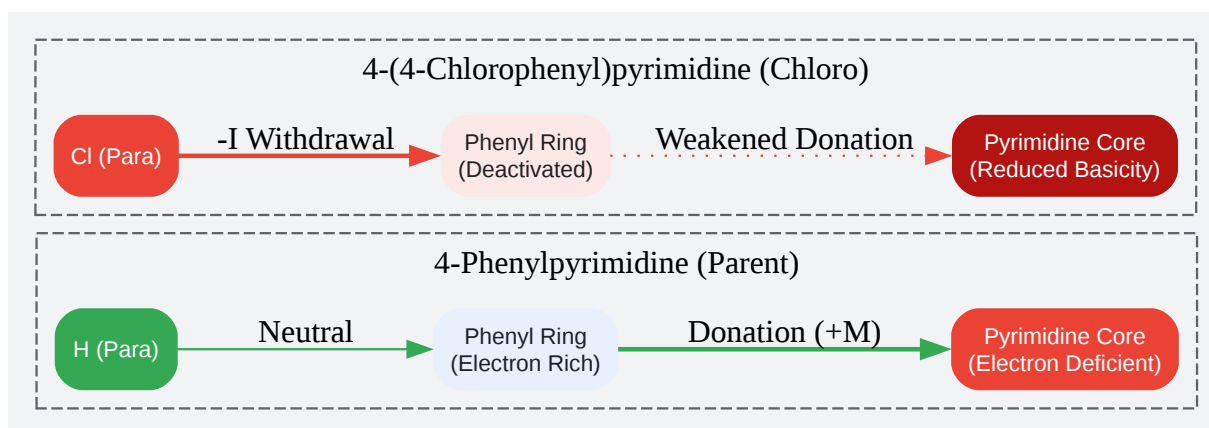 4-(4-Chlorophenyl)pyrimidine (Chloro)
Cl (Para)
-I Withdrawal
Phenyl Ring
(Deactivated)
Weakened Donation
Pyrimidine Core
(Reduced Basicity)
4-Phenylpyrimidine (Parent)
H (Para)
Neutral
Phenyl Ring
(Electron Rich)
Donation (+M)
Pyrimidine Core
(Electron Deficient)